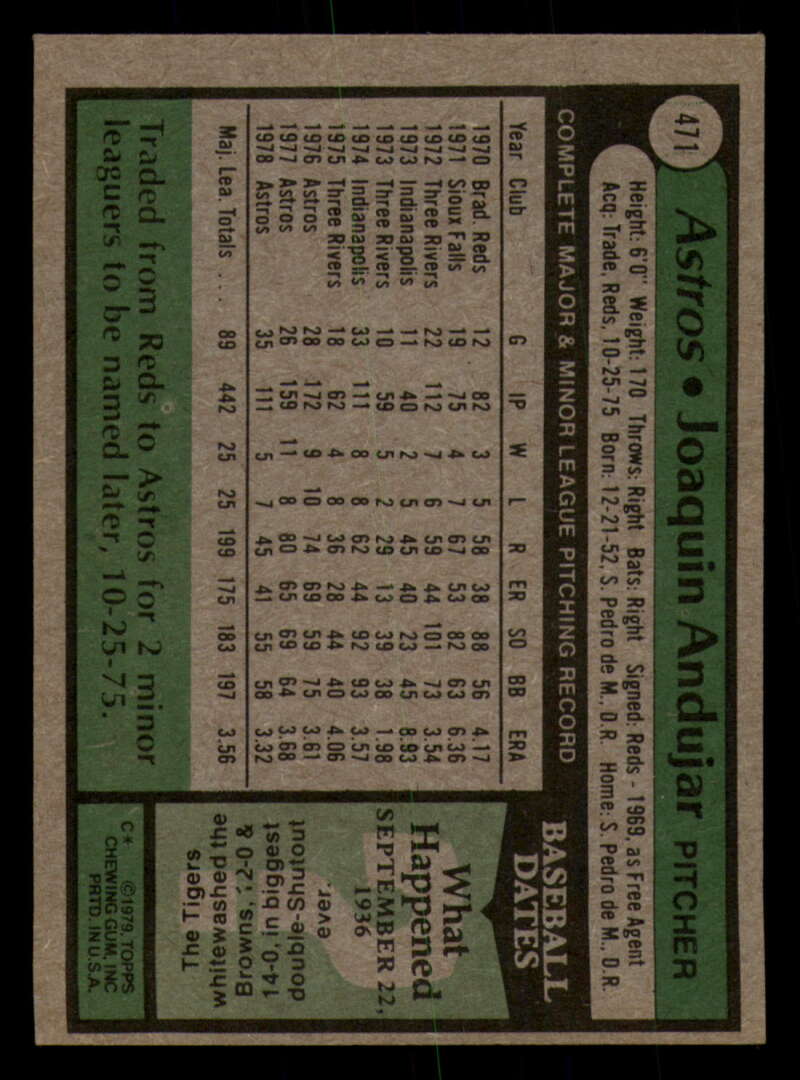 471
Astros • Joaquin Andujar PITCHER
Height: 6'0" Weight: 170 Throws: Right Bats: Right Signed: Reds - 1969, as Free Agent
Acq: Trade, Reds, 10-25-75 Born: 12-21-52, S. Pedro de M., D.R. Home: S. Pedro de M., D.R.
COMPLETE MAJOR & MINOR LEAGUE PITCHING RECORD
Year Club G IP W L R ER SO BB ERA
1970 Brad. Reds 12 82 3 5 58 38 88 56 4.17
1971 Sioux Falls 19 75 4 7 67 53 82 63 6.36
1972 Three Rivers 22 112 7 6 59 44 101 73 3.54
1973 Indianapolis 11 40 2 5 45 40 23 45 8.93
1973 Three Rivers 10 59 5 2 29 13 39 38 1.98
1974 Indianapolis 33 111 8 8 62 44 92 93 3.57
1975 Three Rivers 18 62 4 8 36 28 44 40 4.06
1976 Astros 28 172 9 10 74 69 59 75 3.61
1977 Astros 26 159 11 8 80 65 69 64 3.68
1978 Astros 35 111 5 7 45 41 55 58 3.32
Maj. Lea. Totals . . . 89 442 25 25 199 175 183 197 3.56
Traded from Reds to Astros for 2 minor
leaguers to be named later, 10-25-75.
BASEBALL
DATES
What
Happened
SEPTEMBER 22,
1936
The Tigers
whitewashed the
Browns, 12-0 &
14-0, in biggest
double-Shutout
ever.
C* ©1979, TOPPS
CHEWING GUM, INC
PRTD. IN U.S.A.